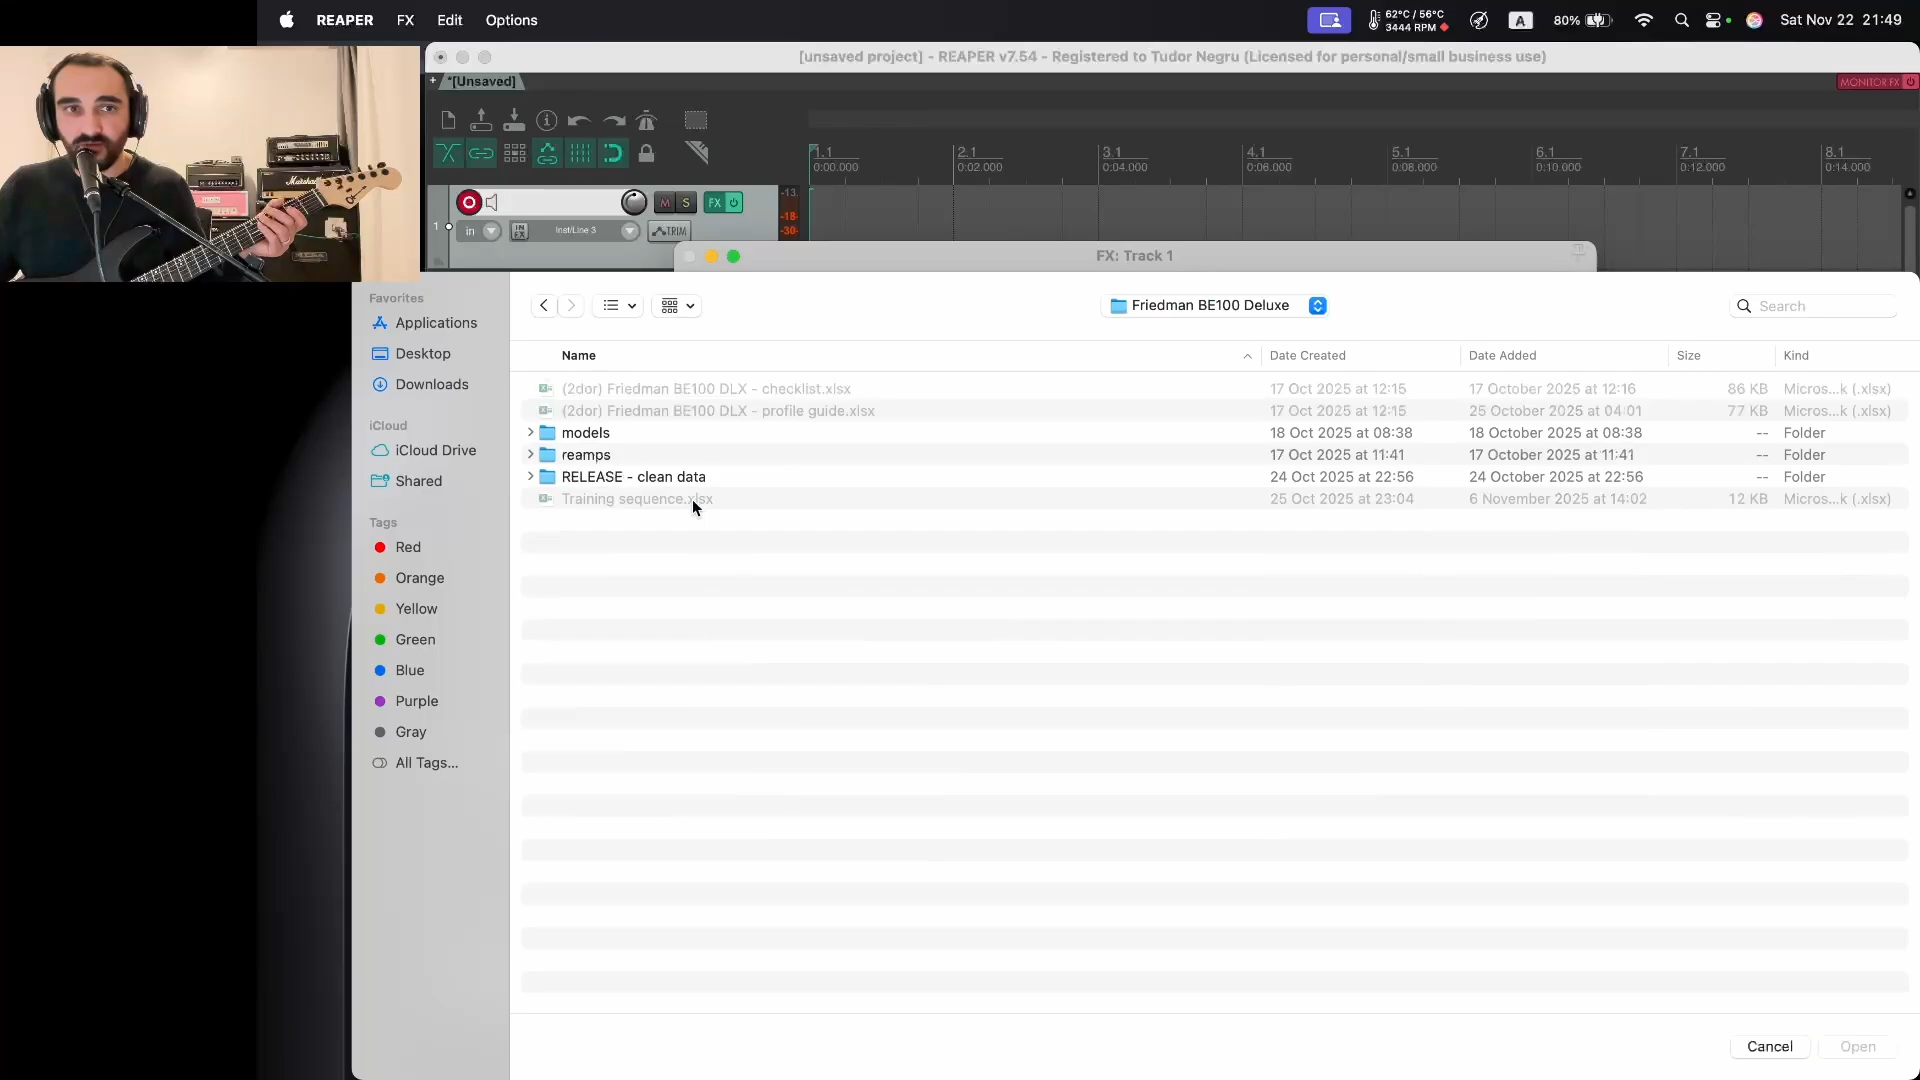 REAPER FX Edit Options
62°C / 56°C
3444 RPM
A
80%
Sat Nov 22 21:49
[unsaved project] - REAPER v7.54 - Registered to Tudor Negru (Licensed for personal/small business use)
+ *[Unsaved]
MONITOR FX
1.1 2.1 3.1 4.1 5.1 6.1 7.1 8.1
0:00.000 0:02.000 0:04.000 0:06.000 0:08.000 0:10.000 0:12.000 0:14.000
M S FX
-13.
-18-
-30-
1 in IN FX Inst/Line 3 TRIM
Marshall
FX: Track 1
Favorites
Applications
Desktop
Downloads
iCloud
iCloud Drive
Shared
Tags
Red
Orange
Yellow
Green
Blue
Purple
Gray
All Tags...
Friedman BE100 Deluxe
Search
Name Date Created Date Added Size Kind
(2dor) Friedman BE100 DLX - checklist.xlsx 17 Oct 2025 at 12:15 17 October 2025 at 12:16 86 KB Micros...k (.xlsx)
(2dor) Friedman BE100 DLX - profile guide.xlsx 17 Oct 2025 at 12:15 25 October 2025 at 04:01 77 KB Micros...k (.xlsx)
models 18 Oct 2025 at 08:38 18 October 2025 at 08:38 -- Folder
reamps 17 Oct 2025 at 11:41 17 October 2025 at 11:41 -- Folder
RELEASE - clean data 24 Oct 2025 at 22:56 24 October 2025 at 22:56 -- Folder
Training sequence.xlsx 25 Oct 2025 at 23:04 6 November 2025 at 14:02 12 KB Micros...k (.xlsx)
Cancel Open